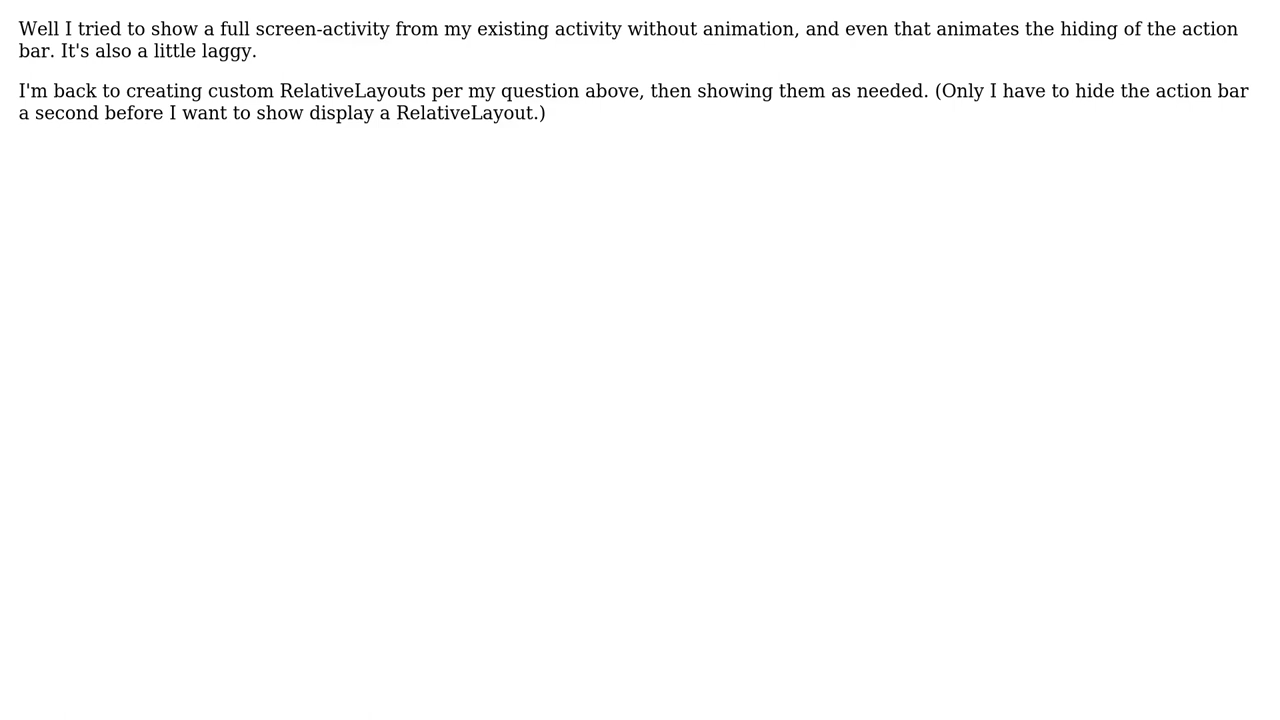 Well I tried to show a full screen-activity from my existing activity without animation, and even that animates the hiding of the action
bar. It's also a little laggy.
I'm back to creating custom RelativeLayouts per my question above, then showing them as needed. (Only I have to hide the action bar
a second before I want to show display a RelativeLayout.)